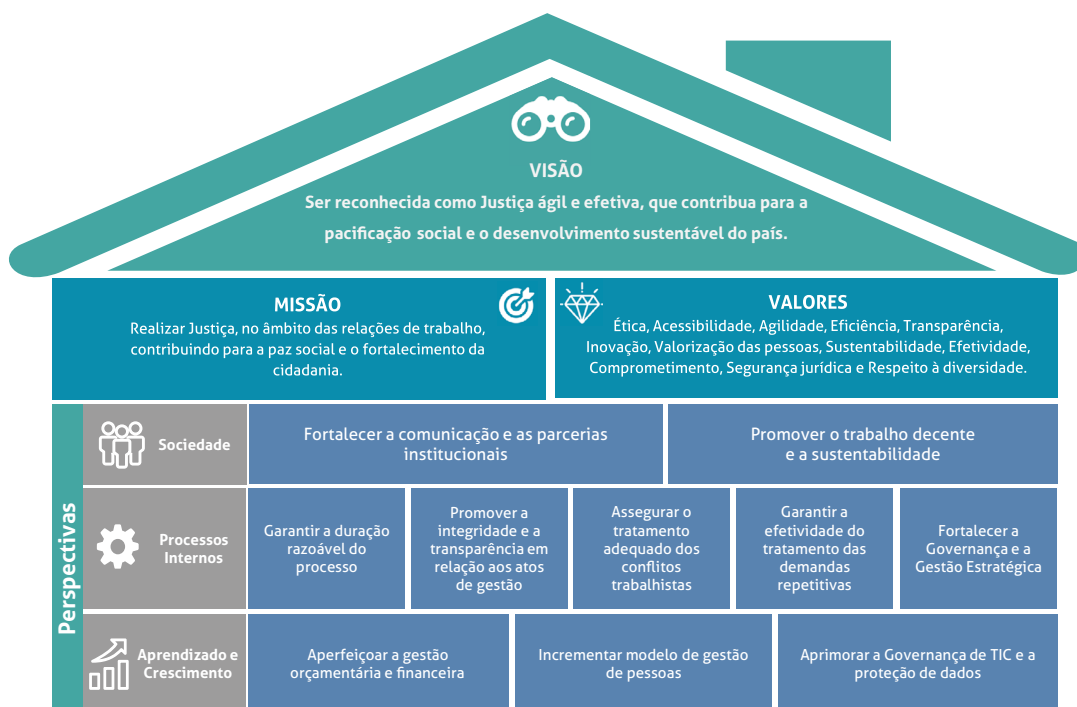 VISÃO
Ser reconhecida como Justiça ágil e efetiva, que contribua para a
pacificação social e o desenvolvimento sustentável do país.
MISSÃO
Realizar Justiça, no âmbito das relações de trabalho,
contribuindo para a paz social e o fortalecimento da
cidadania.
VALORES
Ética, Acessibilidade, Agilidade, Eficiência, Transparência,
Inovação, Valorização das pessoas, Sustentabilidade, Efetividade,
Comprometimento, Segurança jurídica e Respeito à diversidade.
Perspectivas
Sociedade
Fortalecer a comunicação e as parcerias
institucionais
Promover o trabalho decente
e a sustentabilidade
Processos
Internos
Garantir a duração
razoável do
processo
Promover a
integridade e a
transparência em
relação aos atos
de gestão
Assegurar o
tratamento
adequado dos
conflitos
trabalhistas
Garantir a
efetividade do
tratamento das
demandas
repetitivas
Fortalecer a
Governança e a
Gestão Estratégica
Aprendizado e
Crescimento
Aperfeiçoar a gestão
orçamentária e financeira
Incrementar modelo de gestão
de pessoas
Aprimorar a Governança de TIC e a
proteção de dados